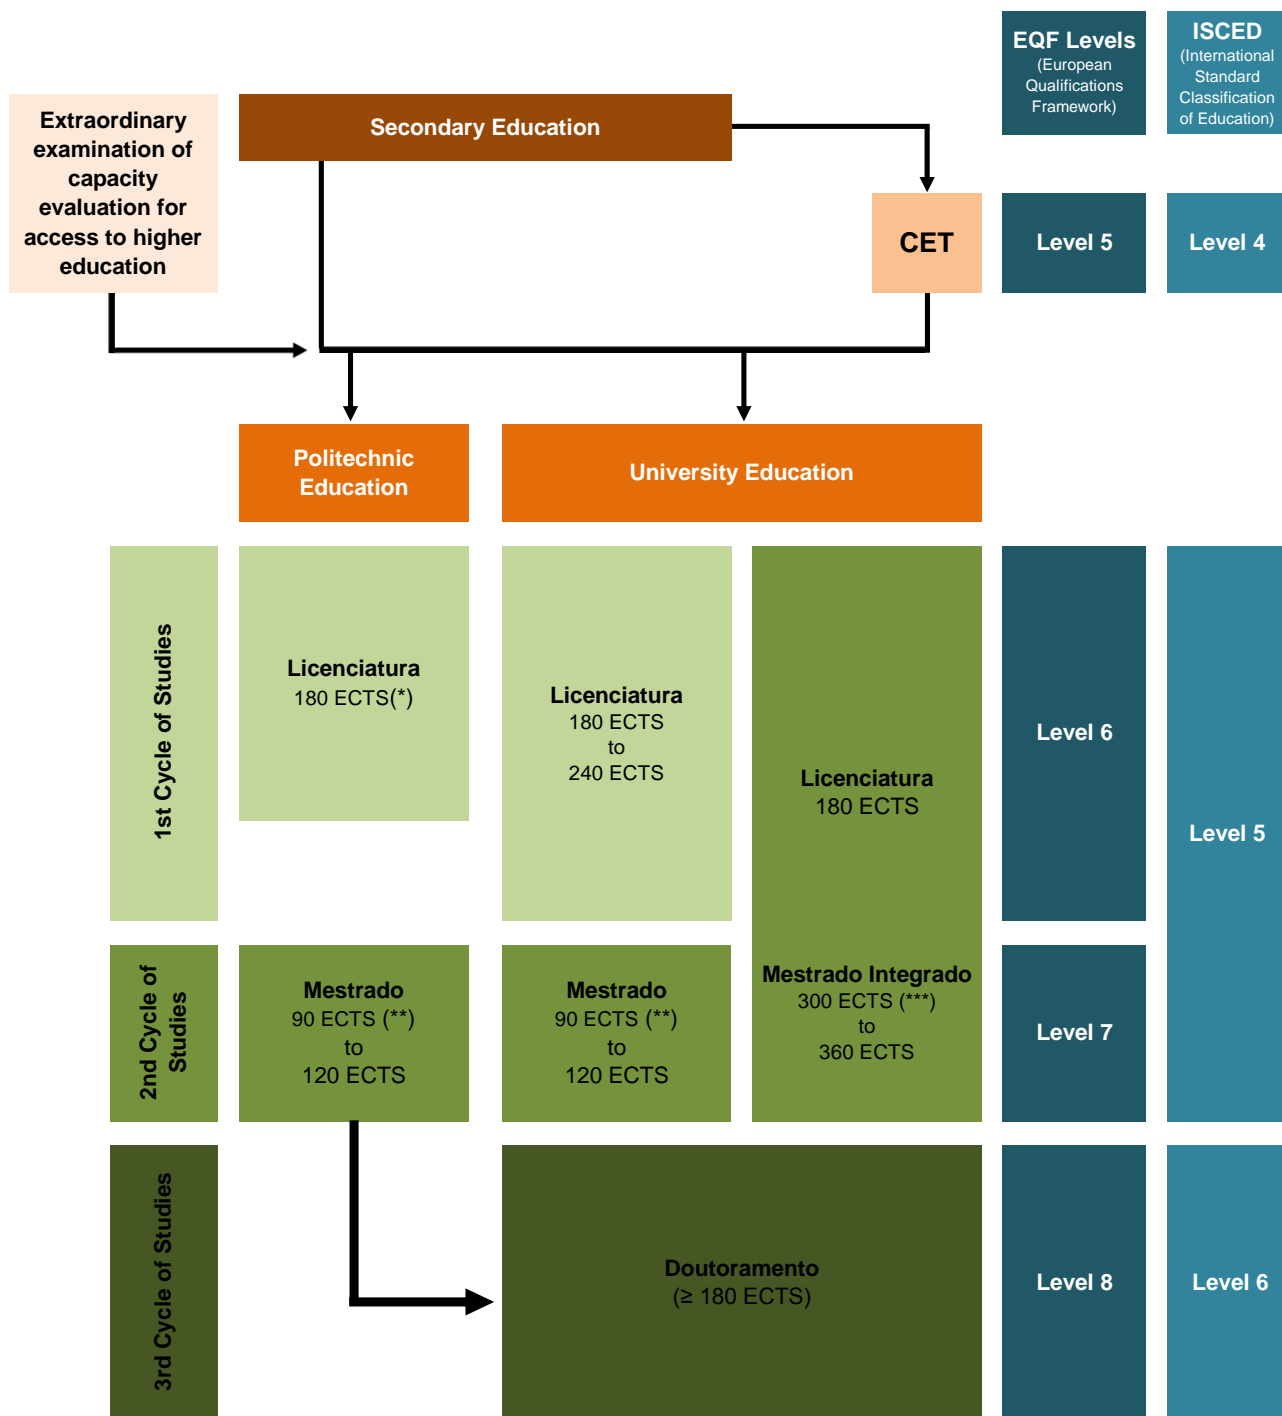 EQF Levels
(European
Qualifications
Framework)
ISCED
(International
Standard
Classification
of Education)
Extraordinary
examination of
capacity
evaluation for
access to higher
education
Secondary Education
CET
Level 5
Level 4
Politechnic
Education
University Education
1st Cycle of Studies
Licenciatura
180 ECTS(*)
Licenciatura
180 ECTS
to
240 ECTS
Licenciatura
180 ECTS
Level 6
Level 5
2nd Cycle of
Studies
Mestrado
90 ECTS (**)
to
120 ECTS
Mestrado
90 ECTS (**)
to
120 ECTS
Mestrado Integrado
300 ECTS (***)
to
360 ECTS
Level 7
3rd Cycle of Studies
Doutoramento
(≥ 180 ECTS)
Level 8
Level 6